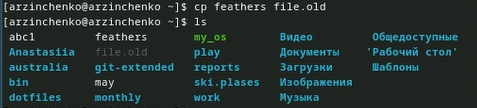 [arzinchenko@arzinchenko ~]$ cp feathers file.old
[arzinchenko@arzinchenko ~]$ ls
abc1 feathers my_os Видео Общедоступные
Anastasiia file.old play Документы 'Рабочий стол'
australia git-extended reports Загрузки Шаблоны
bin may ski.plases Изображения
dotfiles monthly work Музыка